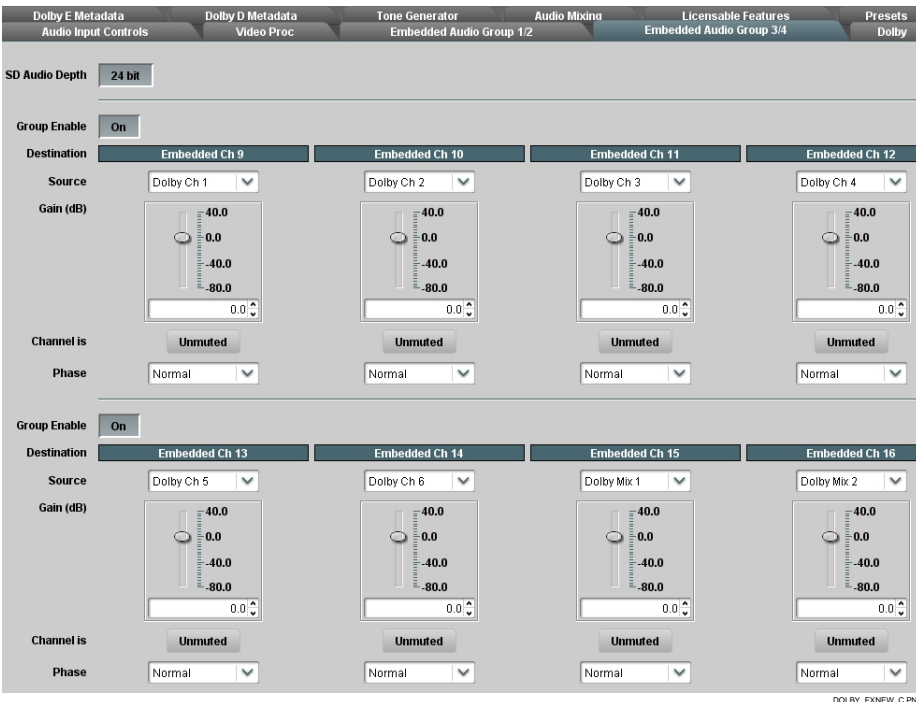 Dolby E Metadata Dolby D Metadata Tone Generator Audio Mixing Licensable Features Presets
Audio Input Controls Video Proc Embedded Audio Group 1/2 Embedded Audio Group 3/4 Dolby
SD Audio Depth 24 bit
Group Enable On
Destination Embedded Ch 9 Embedded Ch 10 Embedded Ch 11 Embedded Ch 12
Source Dolby Ch 1 Dolby Ch 2 Dolby Ch 3 Dolby Ch 4
Gain (dB) 40.0 40.0 40.0 40.0
0.0 0.0 0.0 0.0
-40.0 -40.0 -40.0 -40.0
-80.0 -80.0 -80.0 -80.0
0.0 0.0 0.0 0.0
Channel is Unmuted Unmuted Unmuted Unmuted
Phase Normal Normal Normal Normal
Group Enable On
Destination Embedded Ch 13 Embedded Ch 14 Embedded Ch 15 Embedded Ch 16
Source Dolby Ch 5 Dolby Ch 6 Dolby Mix 1 Dolby Mix 2
Gain (dB) 40.0 40.0 40.0 40.0
0.0 0.0 0.0 0.0
-40.0 -40.0 -40.0 -40.0
-80.0 -80.0 -80.0 -80.0
0.0 0.0 0.0 0.0
Channel is Unmuted Unmuted Unmuted Unmuted
Phase Normal Normal Normal Normal
DOLBY_EXNEW_C.PN